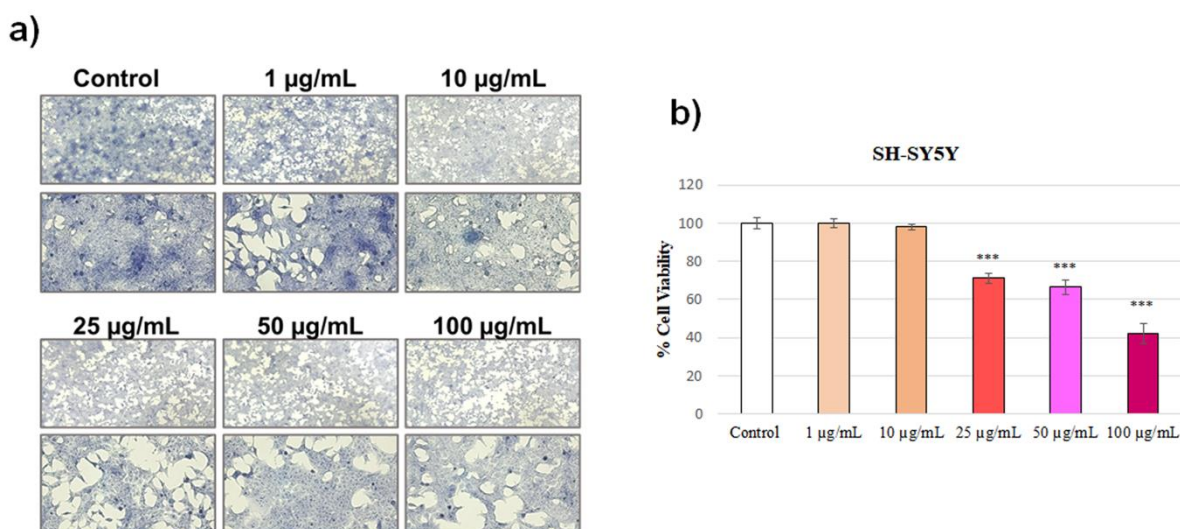 a)
Control 1 µg/mL 10 µg/mL
25 µg/mL 50 µg/mL 100 µg/mL
b)
SH-SY5Y
% Cell Viability
120
100
80
60
40
20
0
***
***
***
Control 1 µg/mL 10 µg/mL 25 µg/mL 50 µg/mL 100 µg/mL